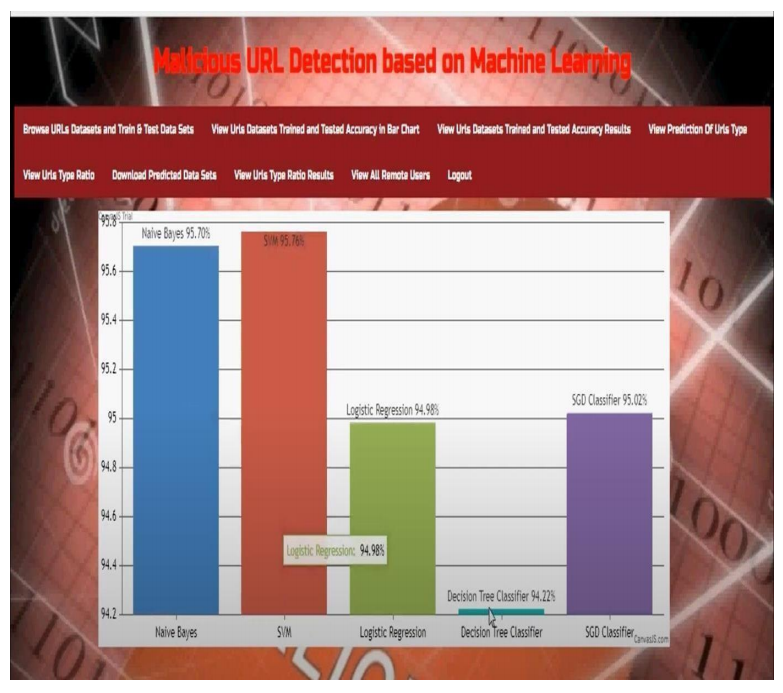 Malicious URL Detection based on Machine Learning
Browse URLs Datasets and Train & Test Data Sets View Urls Datasets Trained and Tested Accuracy in Bar Chart View Urls Datasets Trained and Tested Accuracy Results View Prediction Of Urls Type
View Urls Type Ratio Download Predicted Data Sets View Urls Type Ratio Results View All Remote Users Logout
CanvasJS Trial
95.8
Naive Bayes 95.70%
SVM 95.76%
95.6
95.4
95.2
SGD Classifier 95.02%
Logistic Regression 94.98%
95
94.8
94.6
Logistic Regression: 94.98%
94.4
Decision Tree Classifier 94.22%
94.2
Naive Bayes SVM Logistic Regression Decision Tree Classifier SGD Classifier
CanvasJS.com